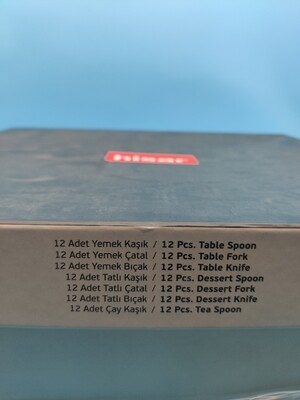 hisar
12 Adet Yemek Kaşık / 12 Pcs. Table Spoon
12 Adet Yemek Çatal / 12 Pcs. Table Fork
12 Adet Yemek Bıçak / 12 Pcs. Table Knife
12 Adet Tatlı Kaşık / 12 Pcs. Dessert Spoon
12 Adet Tatlı Çatal / 12 Pcs. Dessert Fork
12 Adet Tatlı Bıçak / 12 Pcs. Dessert Knife
12 Adet Çay Kaşık / 12 Pcs. Tea Spoon